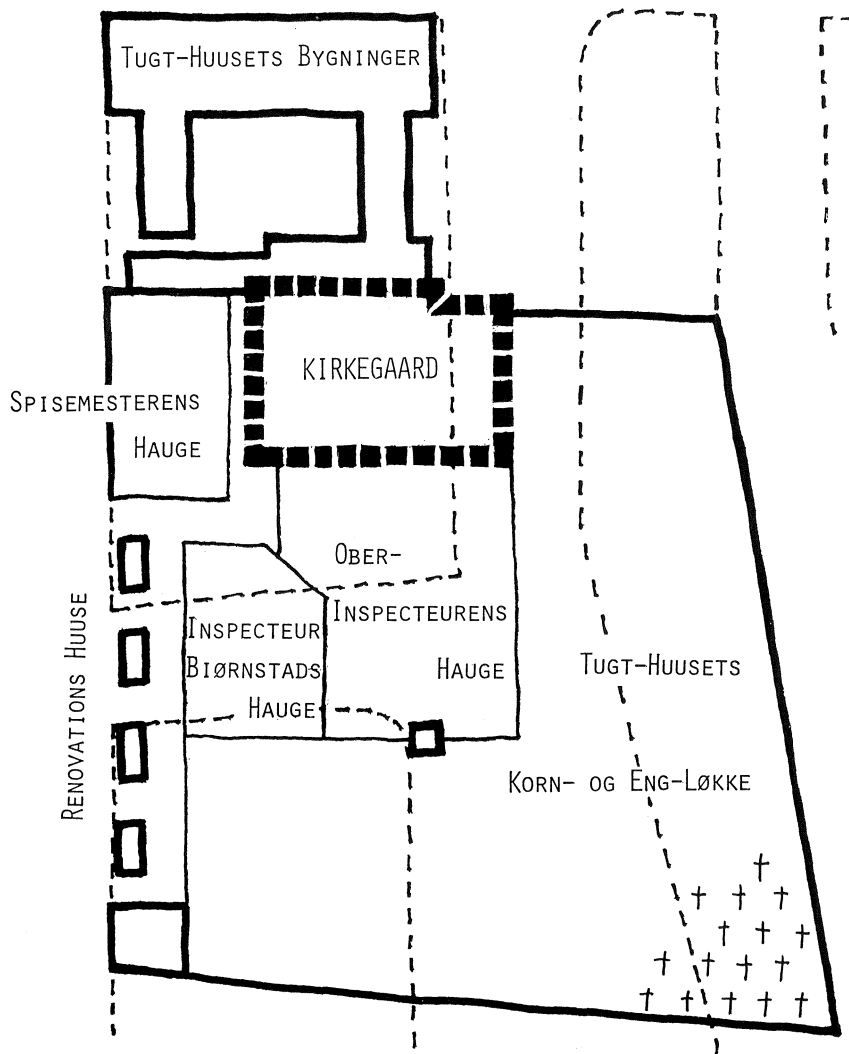 Tugt-Huusets Bygninger
KIRKEGAARD
Spisemesterens
Hauge
Ober-
Inspecteurens
Hauge
Inspecteur
Biørnstads
Hauge
Renovations Huuse
Tugt-Huusets
Korn- og Eng-Løkke